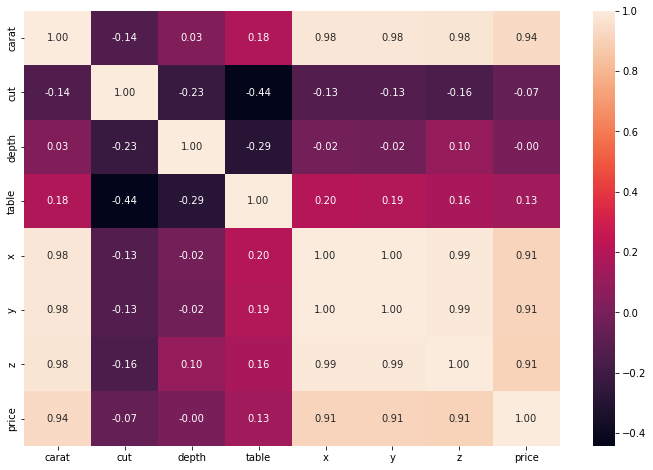 carat 1.00 -0.14 0.03 0.18 0.98 0.98 0.98 0.94
cut -0.14 1.00 -0.23 -0.44 -0.13 -0.13 -0.16 -0.07
depth 0.03 -0.23 1.00 -0.29 -0.02 -0.02 0.10 -0.00
table 0.18 -0.44 -0.29 1.00 0.20 0.19 0.16 0.13
x 0.98 -0.13 -0.02 0.20 1.00 1.00 0.99 0.91
y 0.98 -0.13 -0.02 0.19 1.00 1.00 0.99 0.91
z 0.98 -0.16 0.10 0.16 0.99 0.99 1.00 0.91
price 0.94 -0.07 -0.00 0.13 0.91 0.91 0.91 1.00
carat cut depth table x y z price
1.0
0.8
0.6
0.4
0.2
0.0
−0.2
−0.4